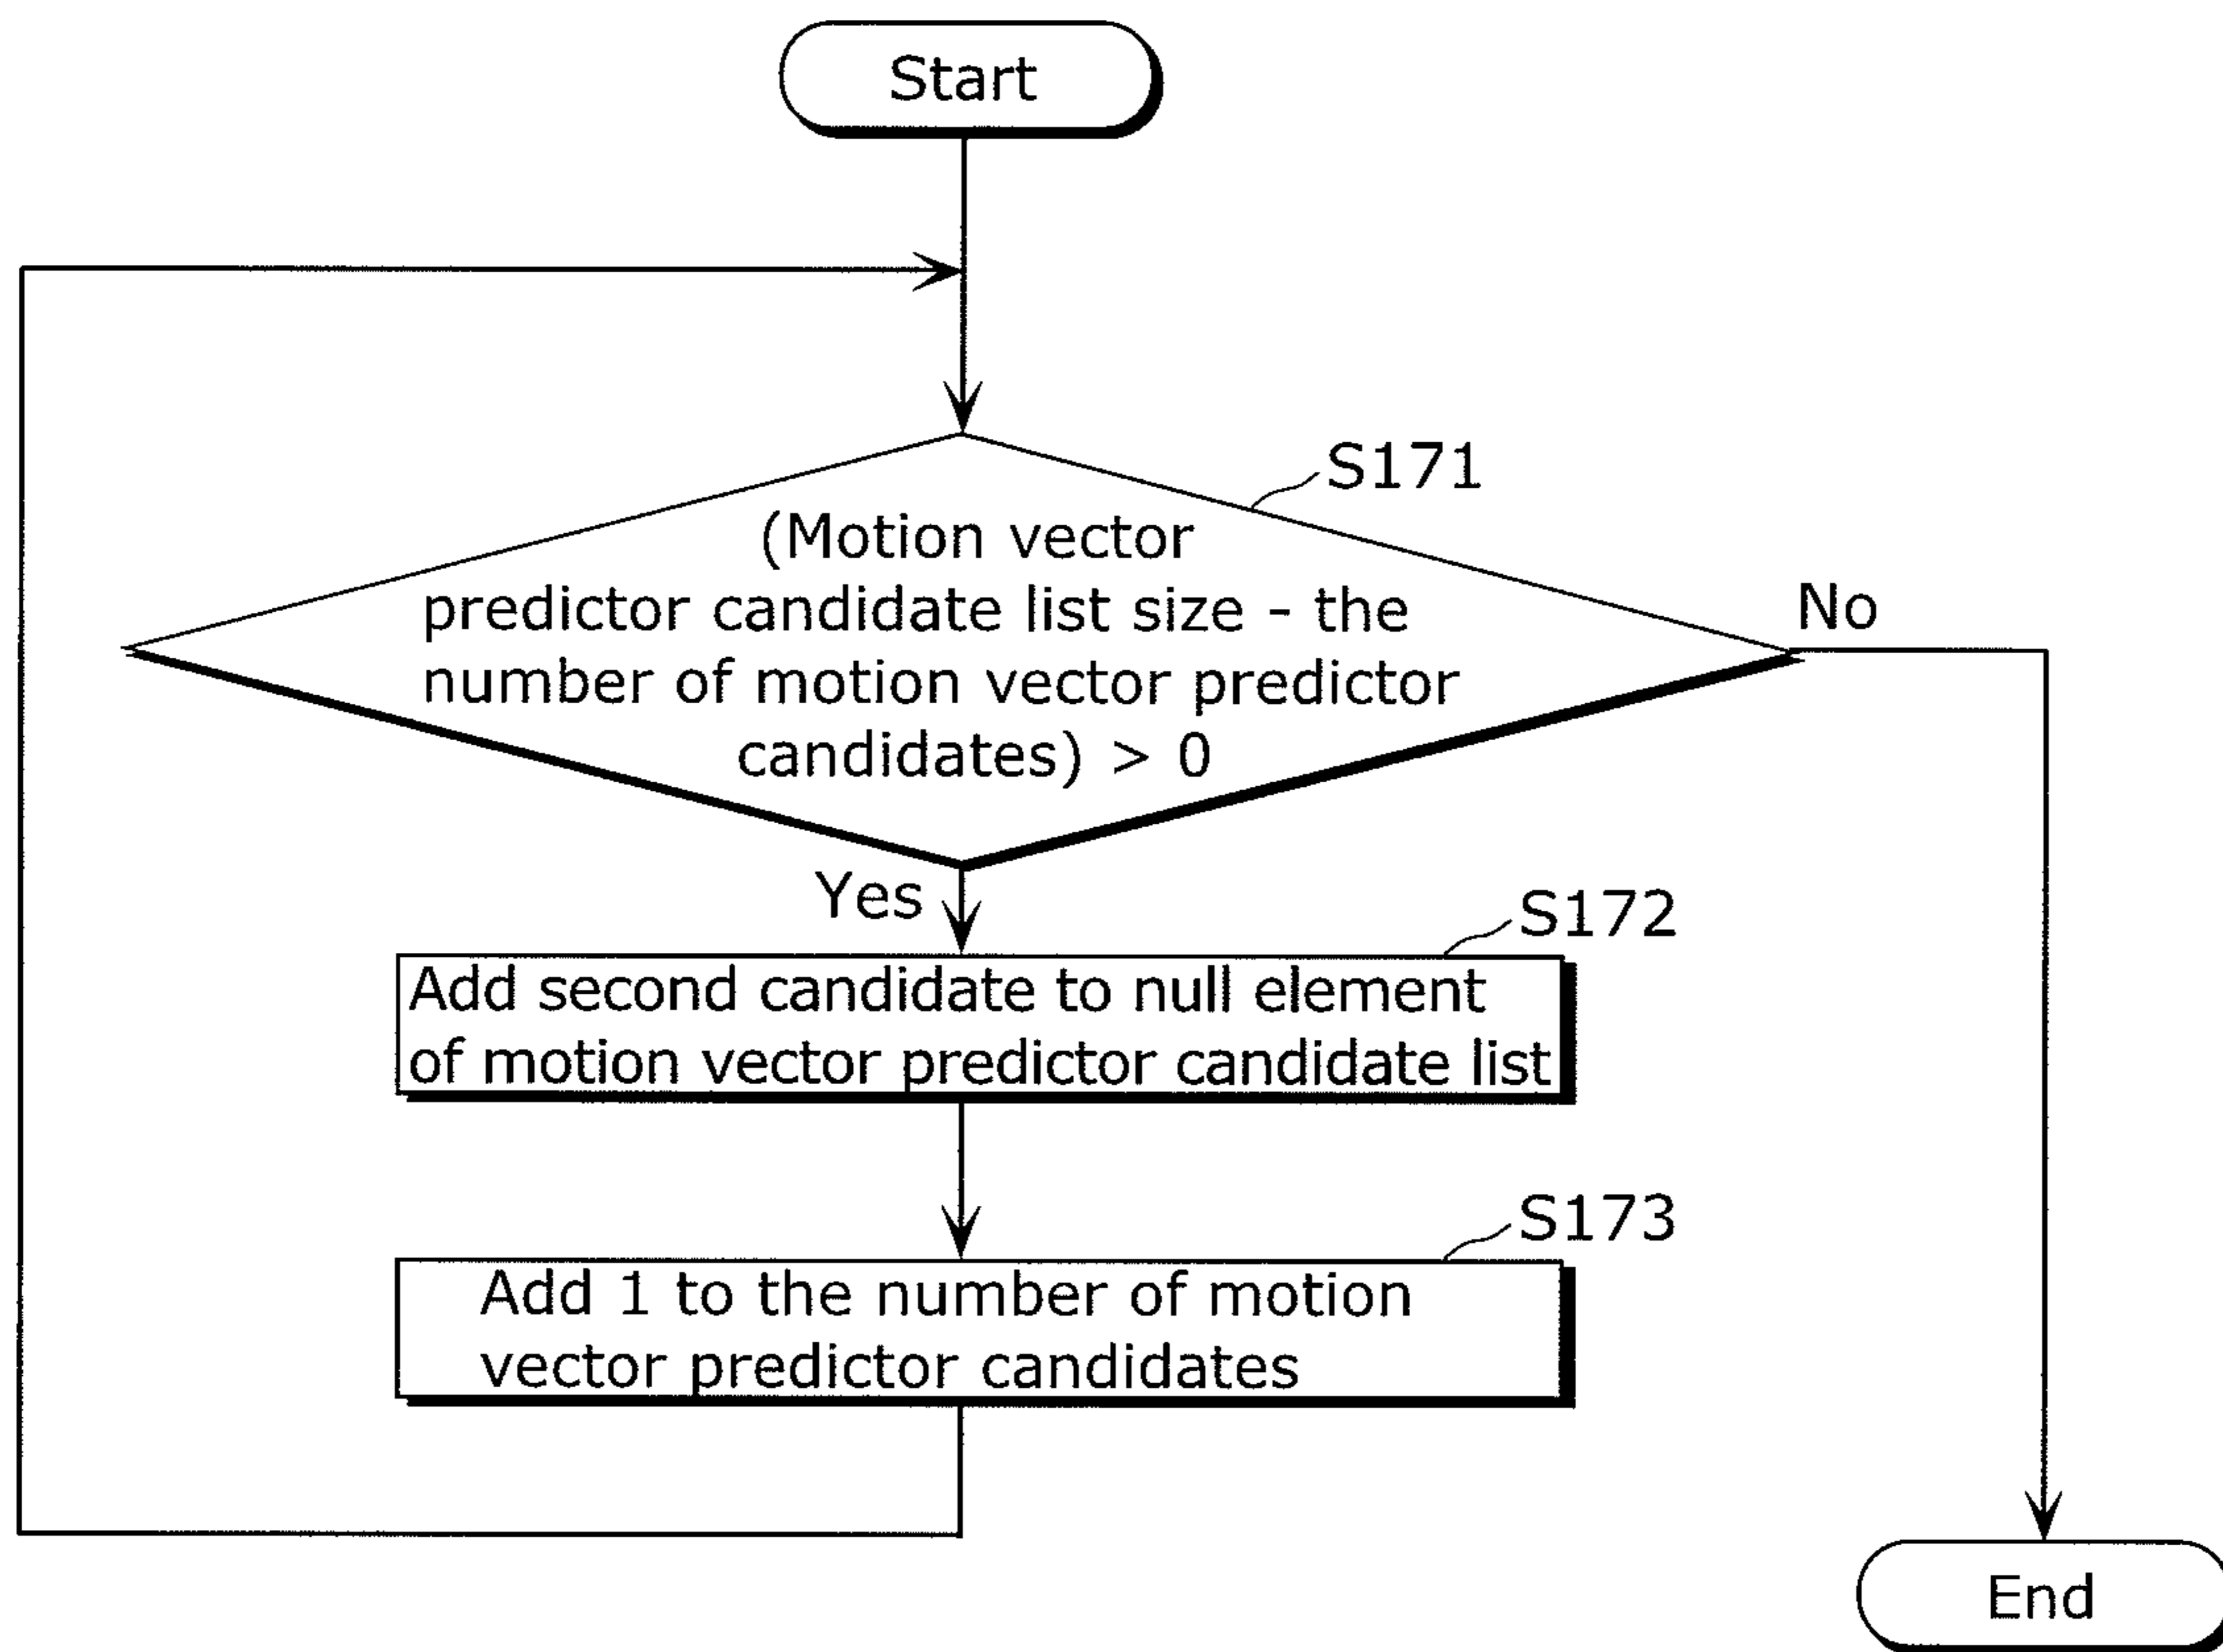 Start
S171
(Motion vector
predictor candidate list size - the
number of motion vector predictor
candidates) > 0
No
Yes
S172
Add second candidate to null element
of motion vector predictor candidate list
S173
Add 1 to the number of motion
vector predictor candidates
End